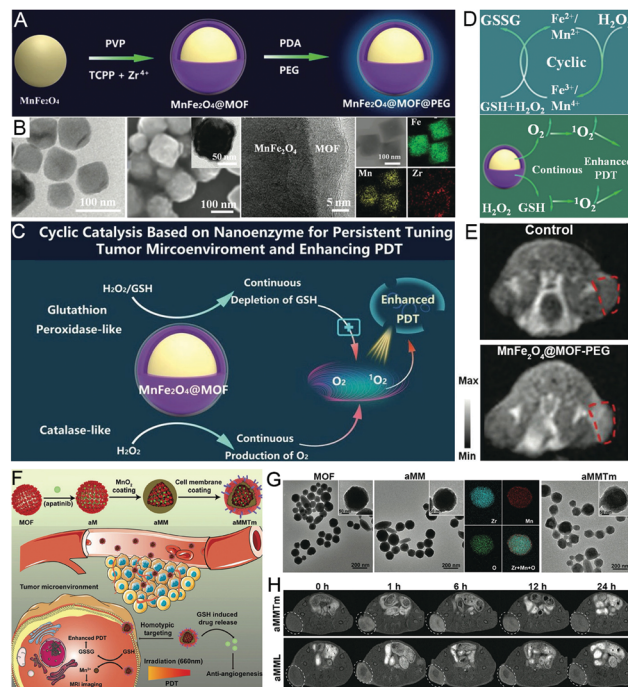 A
PVP
TCPP + Zr4+
PDA
PEG
MnFe₂O₄
MnFe₂O₄@MOF
MnFe₂O₄@MOF@PEG
B
100 nm
50 nm
100 nm
MnFe₂O₄
MOF
5 nm
100 nm
Fe
Mn
Zr
C
Cyclic Catalysis Based on Nanoenzyme for Persistent Tuning
Tumor Mircoenviroment and Enhancing PDT
H₂O₂/GSH
Continuous
Depletion of GSH
Glutathion
Peroxidase-like
Enhanced
PDT
MnFe₂O₄@MOF
O₂
¹O₂
Catalase-like
H₂O₂
Continuous
Production of O₂
D
GSSG
Fe²⁺/
Mn²⁺
H₂O
Cyclic
GSH+H₂O₂
Fe³⁺/
Mn⁴⁺
O₂
¹O₂
Continous
Enhanced
PDT
H₂O₂
GSH
¹O₂
E
Control
MnFe₂O₄@MOF-PEG
Max
Min
F
(apatinib)
MnO₂
coating
Cell membrane
coating
MOF
aM
aMM
aMMTm
Tumor microenvironment
Homotypic
targeting
GSH induced
drug release
Enhanced PDT
GSSG
GSH
Mn²⁺
MRI imaging
Irradiation (660nm)
PDT
Anti-angiogenesis
G
MOF
aMM
aMMTm
200 nm
200 nm
Zr
Mn
O
Zr+Mn+O
200 nm
H
0 h
1 h
6 h
12 h
24 h
aMMTm
aMML